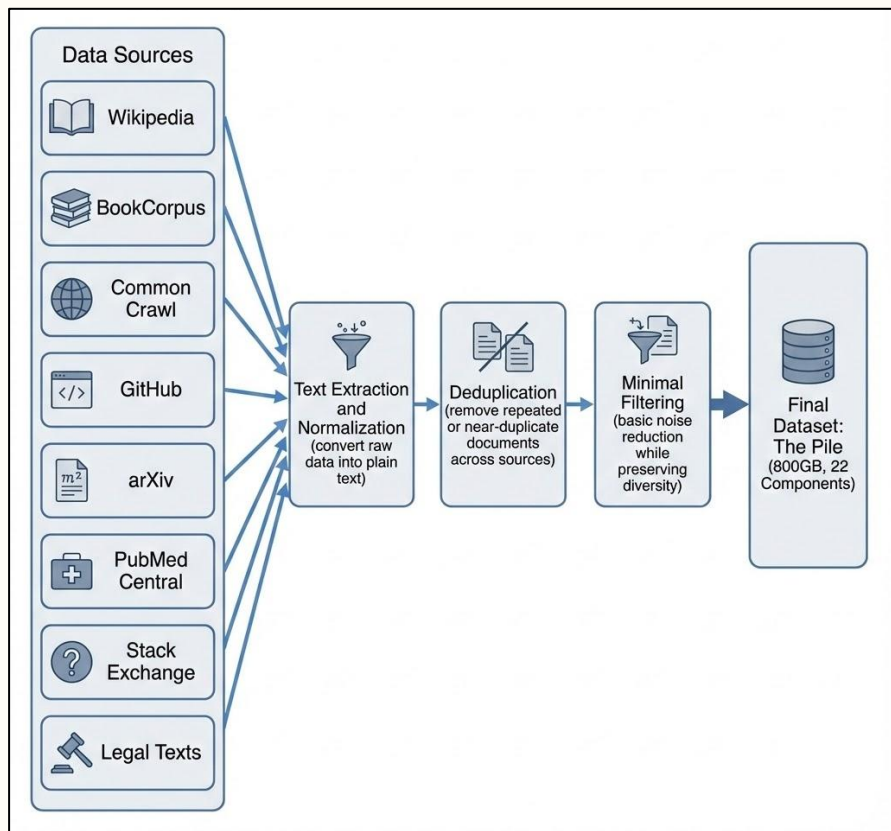 Data Sources
Wikipedia
BookCorpus
Common
Crawl
GitHub
</>
arXiv
m²
PubMed
Central
Stack
Exchange
?
Legal Texts
Text Extraction
and
Normalization
(convert raw
data into plain
text)
Deduplication
(remove repeated
or near-duplicate
documents
across sources)
Minimal
Filtering
(basic noise
reduction
while
preserving
diversity)
Final
Dataset:
The Pile
(800GB, 22
Components)